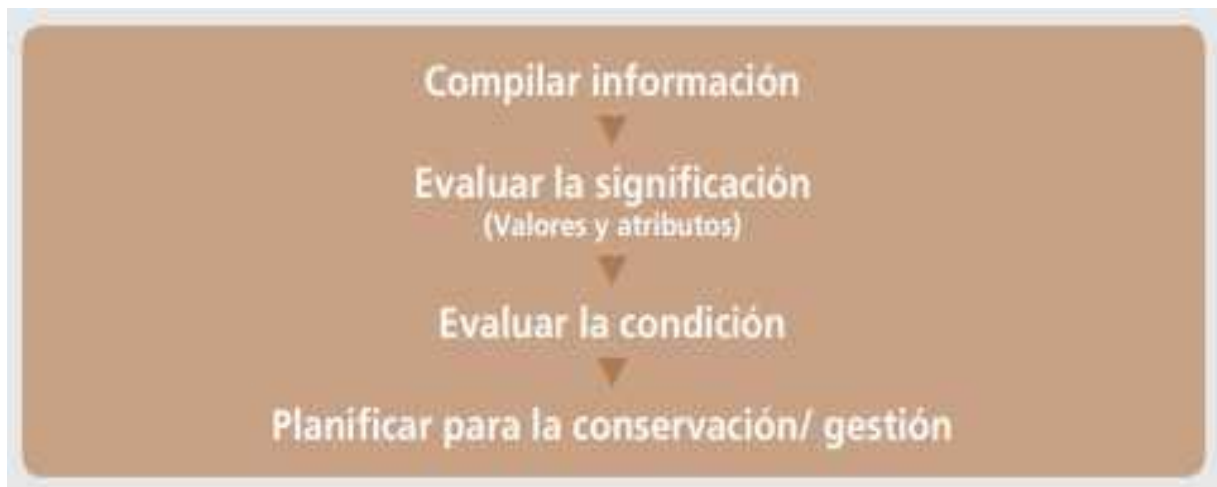 Compilar información
Evaluar la significación
(Valores y atributos)
Evaluar la condición
Planificar para la conservación/ gestión